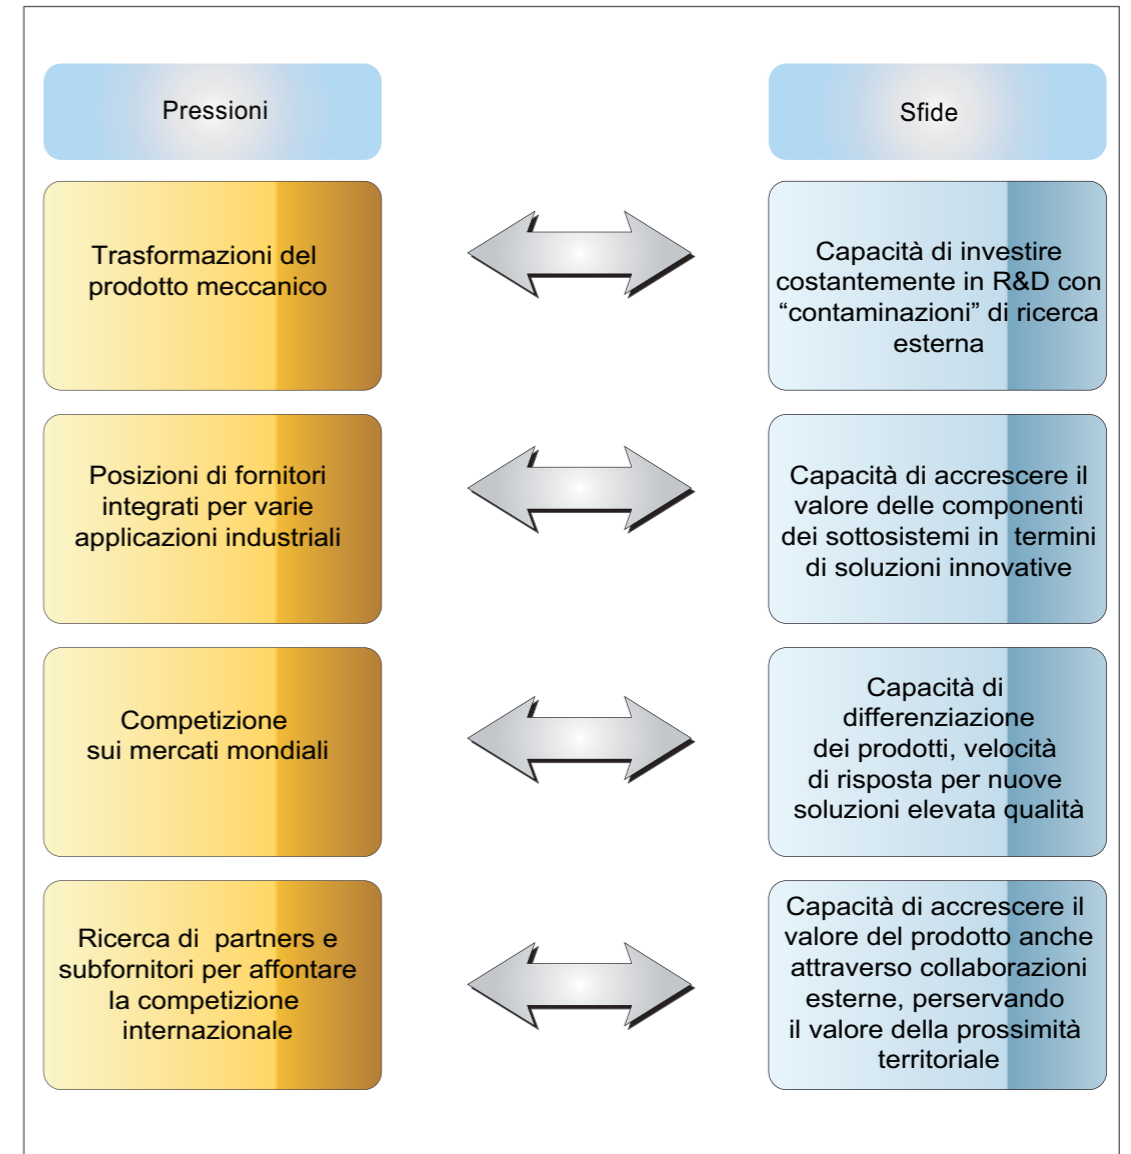 Pressioni
Sfide
Trasformazioni del
prodotto meccanico
Capacità di investire
costantemente in R&D con
“contaminazioni” di ricerca
esterna
Posizioni di fornitori
integrati per varie
applicazioni industriali
Capacità di accrescere il
valore delle componenti
dei sottosistemi in termini
di soluzioni innovative
Competizione
sui mercati mondiali
Capacità di
differenziazione
dei prodotti, velocità
di risposta per nuove
soluzioni elevata qualità
Ricerca di partners e
subfornitori per affontare
la competizione
internazionale
Capacità di accrescere il
valore del prodotto anche
attraverso collaborazioni
esterne, perservando
il valore della prossimità
territoriale